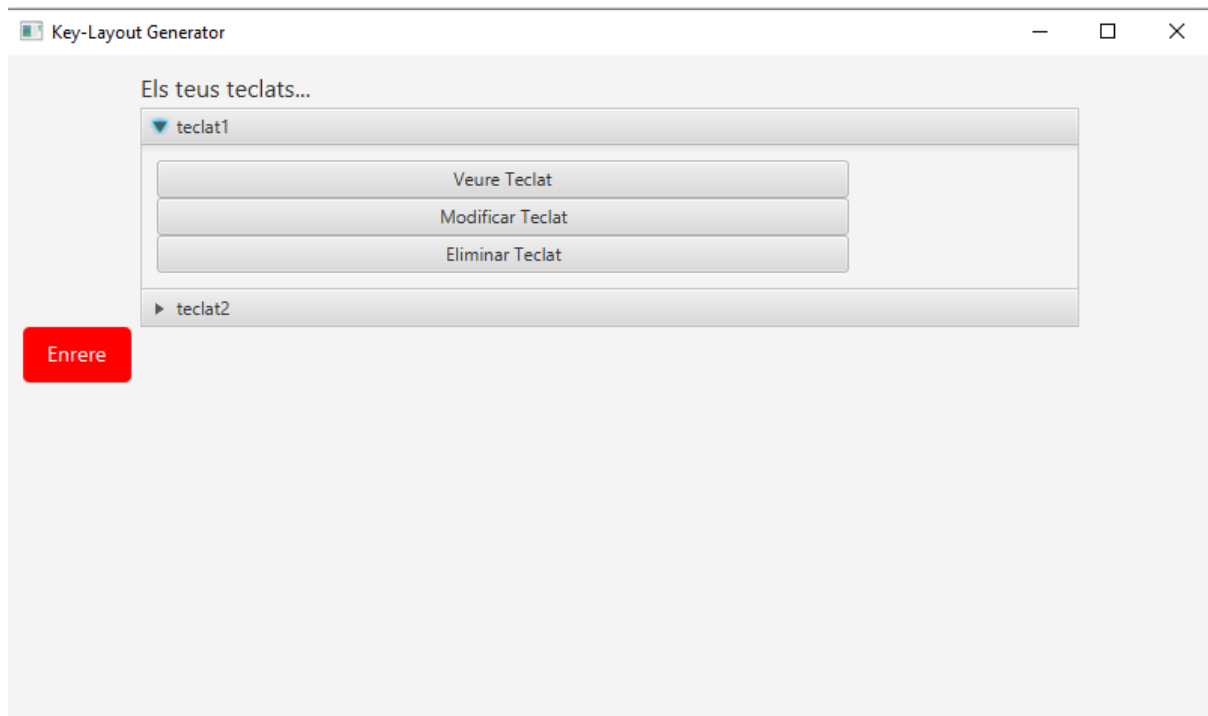 Key-Layout Generator
Els teus teclats...
teclat1
Veure Teclat
Modificar Teclat
Eliminar Teclat
teclat2
Enrere